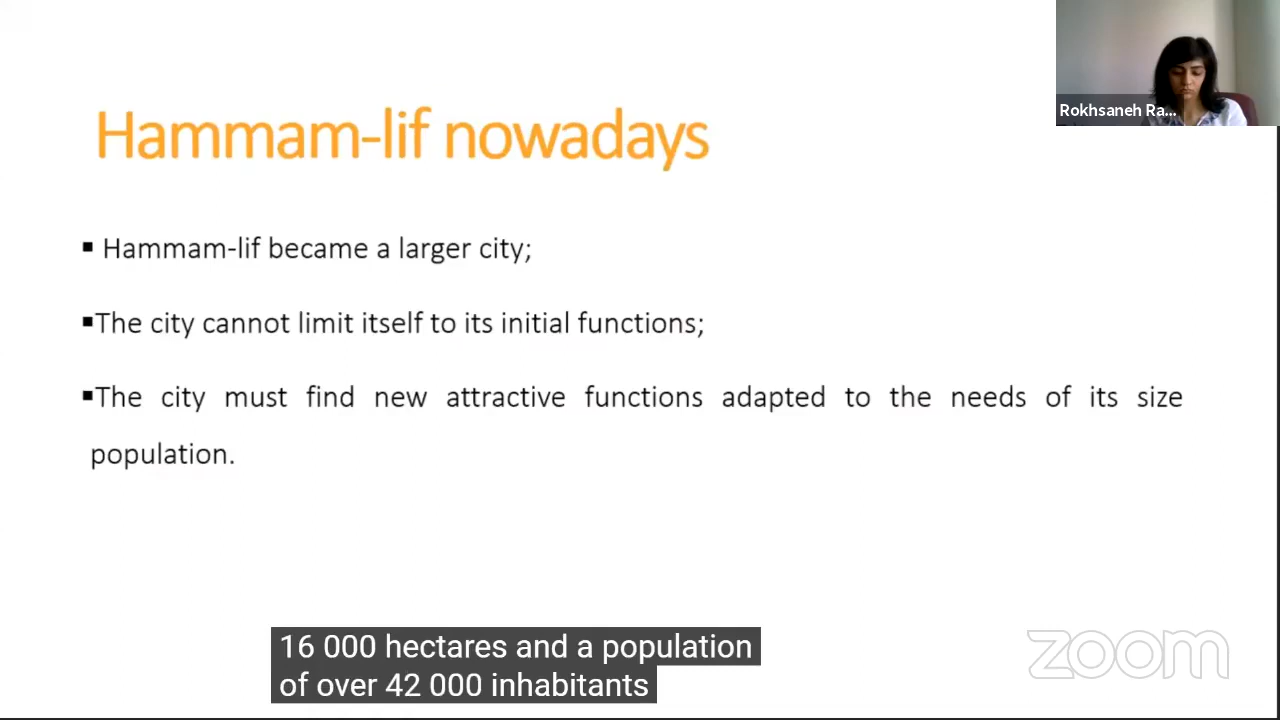 Rokhsaneh Ra...
Hammam-lif nowadays
▪ Hammam-lif became a larger city;
▪The city cannot limit itself to its initial functions;
▪The city must find new attractive functions adapted to the needs of its size
population.
16 000 hectares and a population
of over 42 000 inhabitants
zoom